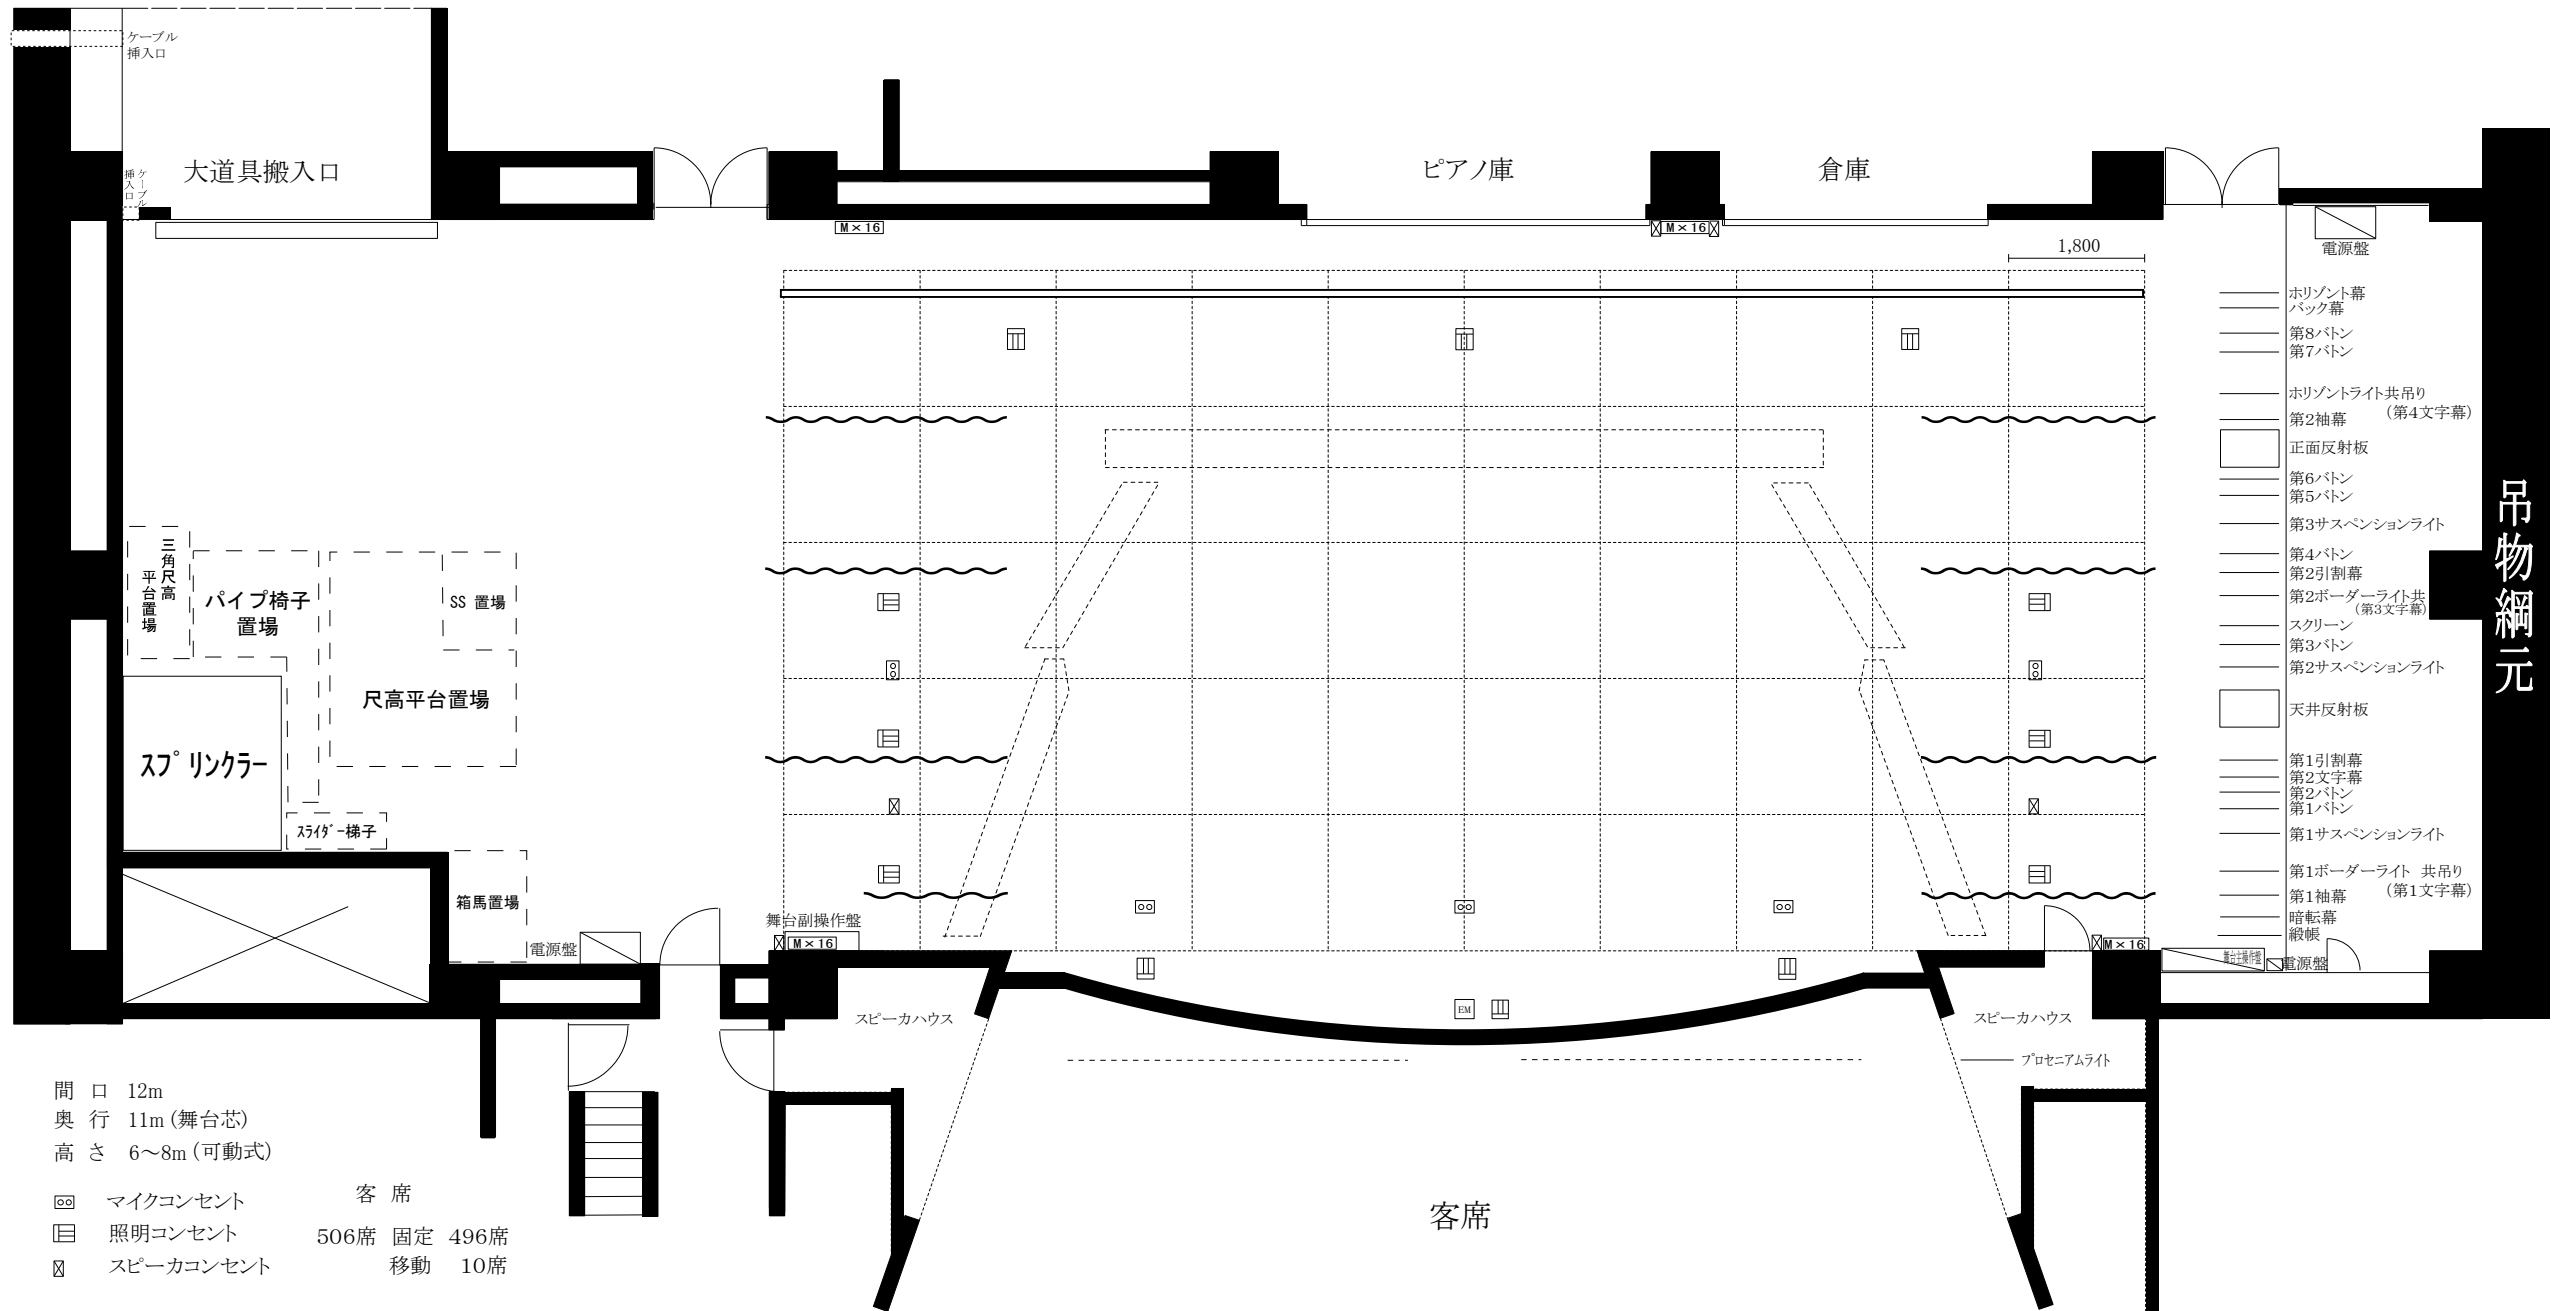 ケーブル
挿入口
ケーブル
挿入口
大道具搬入口
ピアノ庫
倉庫
M×16
M×16
1,800
電源盤
ホリゾント幕
バック幕
第8バトン
第7バトン
ホリゾントライト共吊り
(第4文字幕)
第2袖幕
正面反射板
第6バトン
第5バトン
第3サスペンションライト
第4バトン
第2引割幕
第2ボーダーライト共
(第3文字幕)
スクリーン
第3バトン
第2サスペンションライト
天井反射板
第1引割幕
第2文字幕
第2バトン
第1バトン
第1サスペンションライト
第1ボーダーライト 共吊り
(第1文字幕)
第1袖幕
暗転幕
緞帳
吊物綱元
三角尺高
平台置場
パイプ椅子
置場
SS 置場
尺高平台置場
スプリンクラー
スライダー梯子
箱馬置場
電源盤
舞台副操作盤
M×16
M×16
舞台主操作盤
電源盤
スピーカハウス
EM
スピーカハウス
プロセニアムライト
間 口 12m
奥 行 11m (舞台芯)
高 さ 6～8m (可動式)
マイクコンセント
照明コンセント
スピーカコンセント
客 席
506席 固定 496席
移動 10席
客席